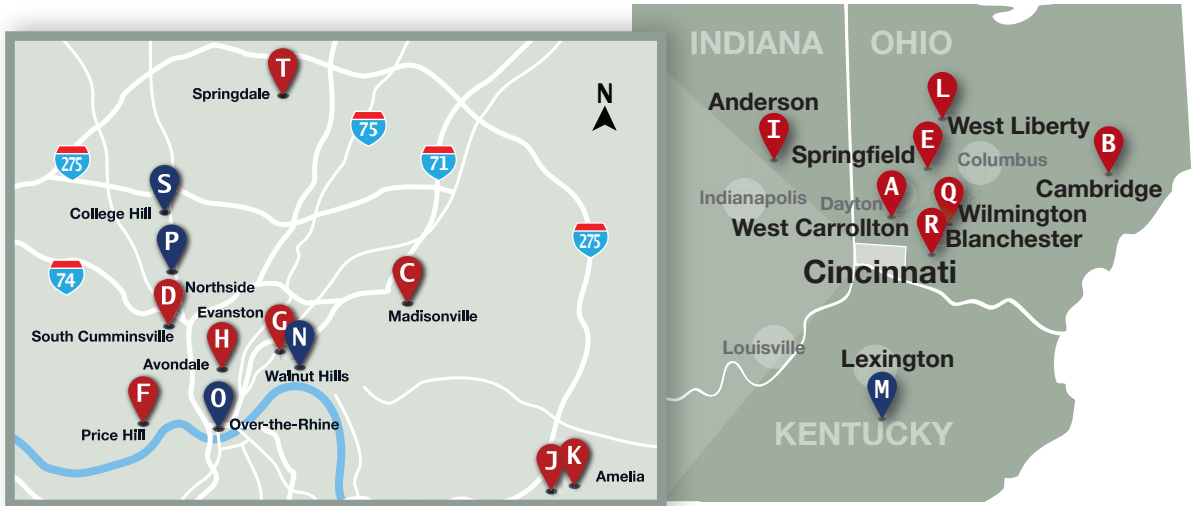 T
Springdale
N
75
71
275
S
College Hill
P
275
74
Northside
C
Madisonville
D
South Cumminsville
Evanston
G
N
H
Avondale
Walnut Hills
F
Price Hill
O
Over-the-Rhine
J
K
Amelia
INDIANA
OHIO
L
Anderson
I
West Liberty
E
Springfield
Columbus
B
Cambridge
Indianapolis
Dayton
A
Q
West Carrollton
Wilmington
R
Blanchester
Cincinnati
Louisville
Lexington
M
KENTUCKY